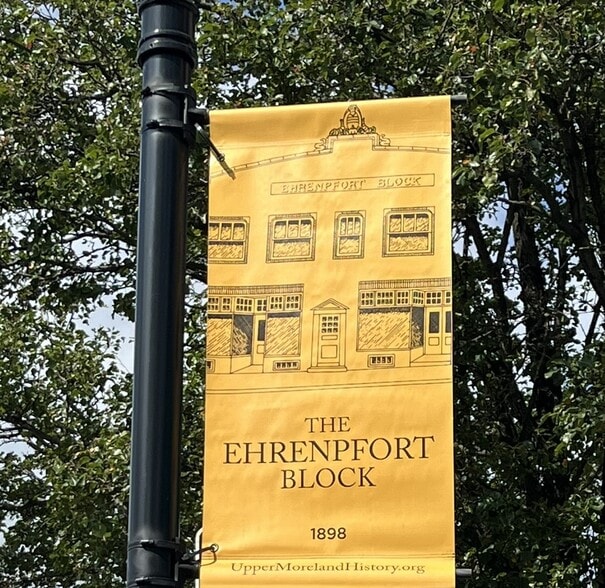 EHRENPFORT BLOCK
THE
EHRENPFORT
BLOCK
1898
UpperMorelandHistory.org